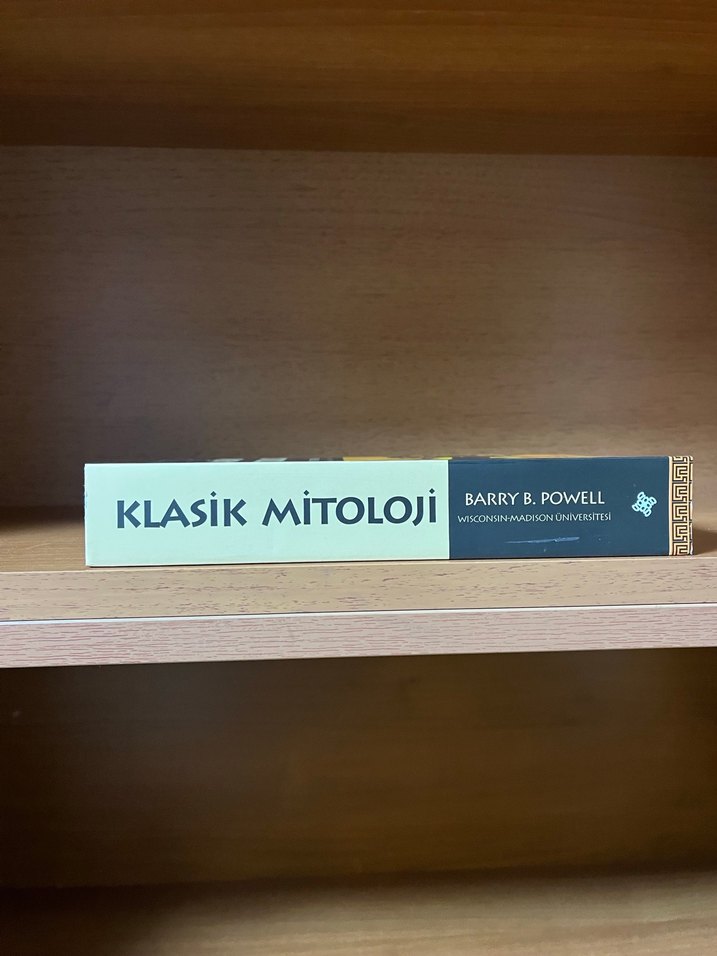 KLASİK MİTOLOJİ
BARRY B. POWELL
WISCONSIN-MADISON ÜNİVERSİTESİ